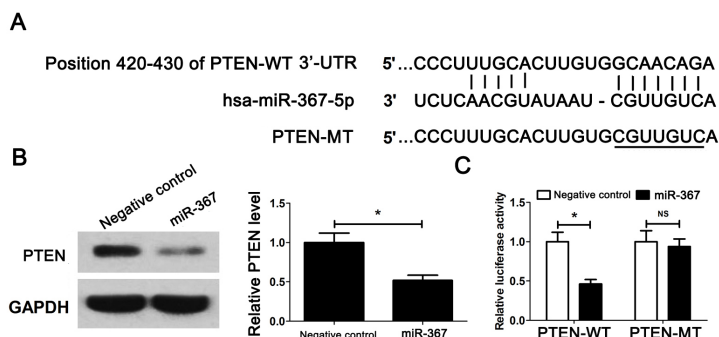 A
Position 420-430 of PTEN-WT 3'-UTR 5'...CCCUUUGCACUUGUGGCAACAGA
hsa-miR-367-5p 3' UCUCAACGUAUAAU-CGUUGUCA
PTEN-MT 5'...CCCUUUGCACUUGUGCGUUGUCA
B
Negative control
miR-367
PTEN
GAPDH
Relative PTEN level
1.5
1.0
0.5
0.0
*
Negative control miR-367
C
Negative control miR-367
Relative luciferase activity
1.5
1.0
0.5
0.0
*
NS
PTEN-WT PTEN-MT